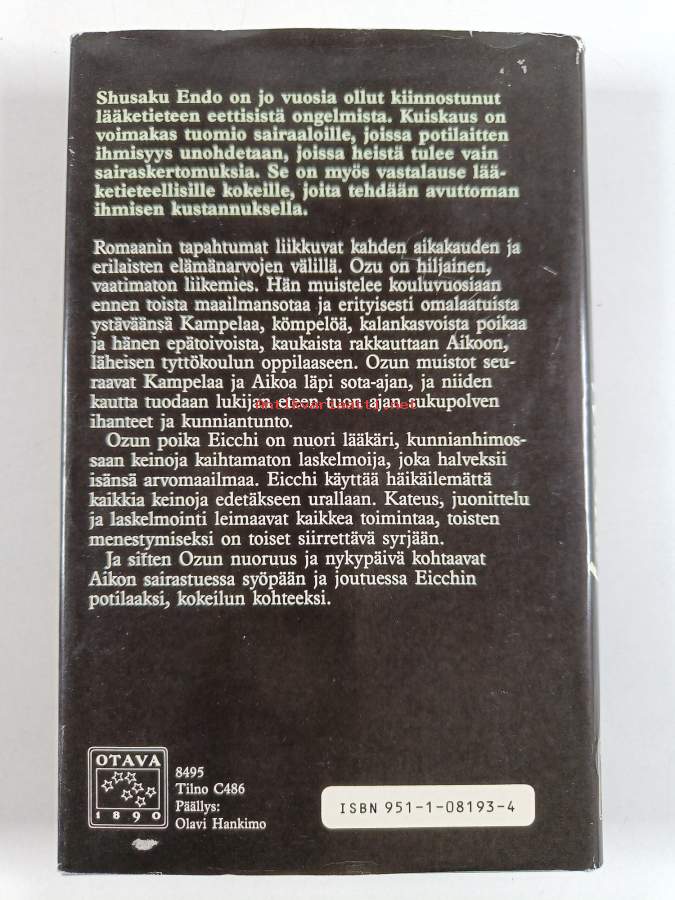 Shusaku Endo on jo vuosia ollut kiinnostunut
lääketieteen eettisistä ongelmista. Kuiskaus on
voimakas tuomio sairaaloille, joissa potilaitten
ihmisyys unohdetaan, joissa heistä tulee vain
sairaskertomuksia. Se on myös vastalause lää-
ketieteellisille kokeille, joita tehdään avuttoman
ihmisen kustannuksella.
Romaanin tapahtumat liikkuvat kahden aikakauden ja
erilaisten elämänarvojen välillä. Ozu on hiljainen,
vaatimaton liikemies. Hän muistelee kouluvuosiaan
ennen toista maailmansotaa ja erityisesti omalaatuista
ystäväänsä Kampelaa, kömpelöä, kalankasvoista poikaa
ja hänen epätoivoista, kaukaista rakkauttaan Aikoon,
läheisen tyttökoulun oppilaaseen. Ozun muistot seu-
raavat Kampelaa ja Aikoa läpi sota-ajan, ja niiden
kautta tuodaan lukijan eteen tuon ajan sukupolven
antikvariaatti.net
ihanteet ja kunniantunto.
Ozun poika Eicchi on nuori lääkäri, kunnianhimos-
saan keinoja kaihtamaton laskelmoija, joka halveksii
isänsä arvomaailmaa. Eicchi käyttää häikäilemättä
kaikkia keinoja edetäkseen urallaan. Kateus, juonittelu
ja laskelmointi leimaavat kaikkea toimintaa, toisten
menestymiseksi on toiset siirrettävä syrjään.
Ja sitten Ozun nuoruus ja nykypäivä kohtaavat
Aikon sairastuessa syöpään ja joutuessa Eicchin
potilaaksi, kokeilun kohteeksi.
OTAVA
1890
8495
Tilno C486
Päällys:
Olavi Hankimo
ISBN 951-1-08193-4